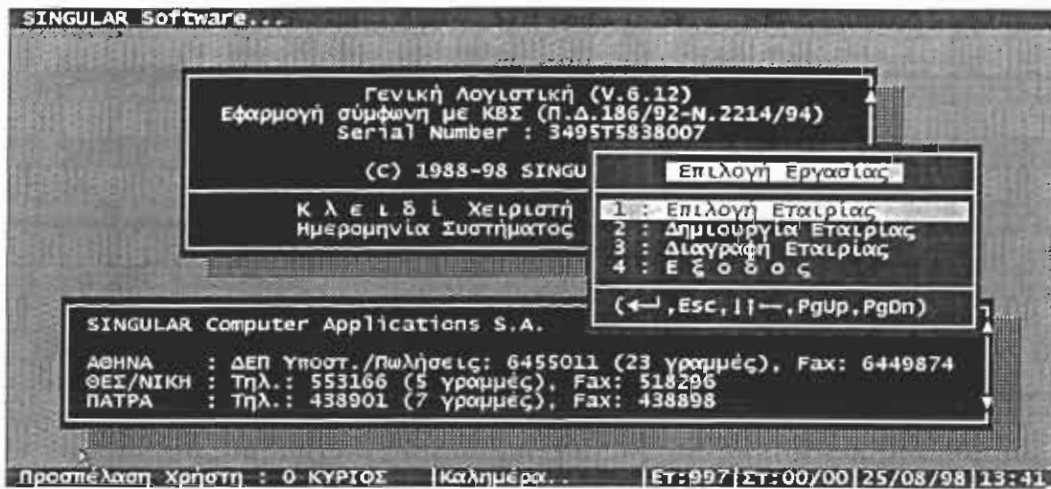 SINGULAR Software...
Γενική Λογιστική (V.6.12)
Εφαρμογή σύμφωνη με ΚΒΣ (Π.Δ.186/92-Ν.2214/94)
Serial Number : 3495T5838007
(C) 1988-98 SINGU
Κ λ ε ι δ ί Χειριστή
Ημερομηνία Συστήματος
Επιλογή Εργασίας
1 : Επιλογή Εταιρίας
2 : Δημιουργία Εταιρίας
3 : Διαγραφή Εταιρίας
4 : Ε ξ ο δ ο ς
(←┘,Esc,||−−,PgUp,PgDn)
SINGULAR Computer Applications S.A.
ΑΘΗΝΑ : ΔΕΠ Υποστ./Πωλήσεις: 6455011 (23 γραμμές), Fax: 6449874
ΘΕΣ/ΝΙΚΗ : Τηλ.: 553166 (5 γραμμές), Fax: 518296
ΠΑΤΡΑ : Τηλ.: 438901 (7 γραμμές), Fax: 438898
Προσπέλαση Χρήστη : Ο ΚΥΡΙΟΣ |Καλημέρα.. |Ετ:997|Στ:00/00|25/08/98|13:41